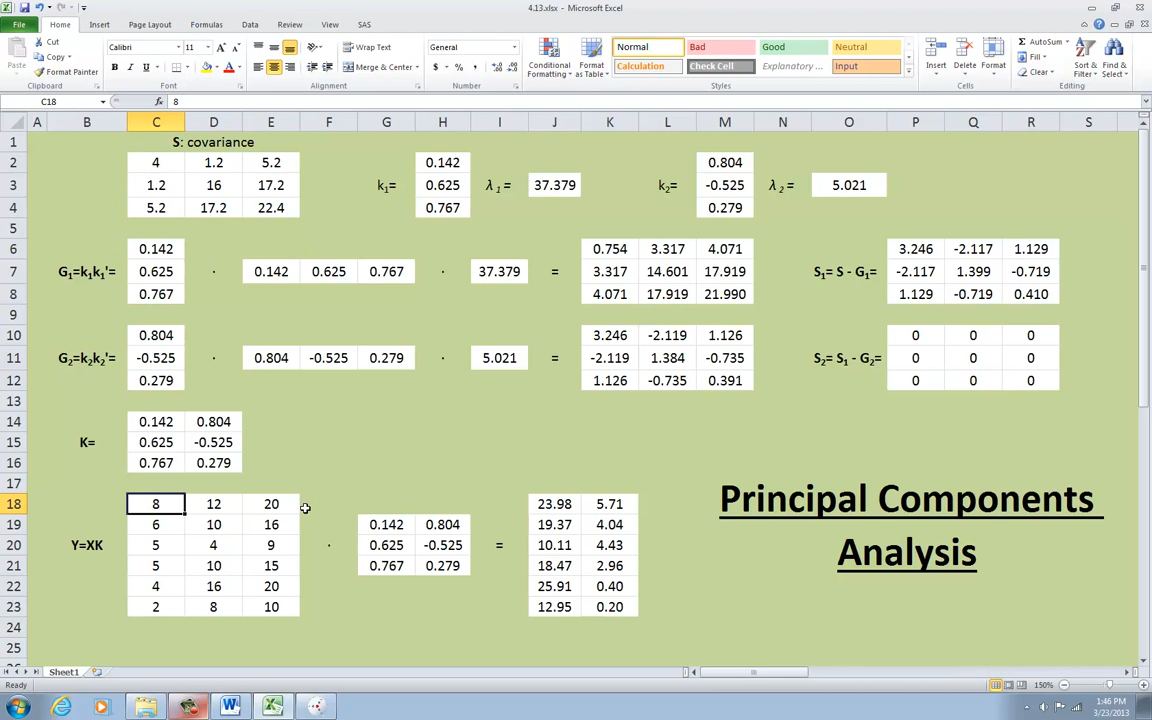 4.13.xlsx - Microsoft Excel
File Home Insert Page Layout Formulas Data Review View SAS
Paste Cut Copy Format Painter
Clipboard
Calibri 11 A A
B I U A
Font
Wrap Text
Merge & Center
Alignment
General
$ % ,
Number
Conditional Formatting Format as Table
Normal Bad Good Neutral
Calculation Check Cell Explanatory ... Input
Styles
Insert Delete Format
Cells
Σ AutoSum Fill Clear
Sort & Filter Find & Select
Editing
C18 fx 8
A B C D E F G H I J K L M N O P Q R S
1 S: covariance
2 4 1.2 5.2 0.142 0.804
3 1.2 16 17.2 k1= 0.625 λ 1 = 37.379 k2= -0.525 λ 2 = 5.021
4 5.2 17.2 22.4 0.767 0.279
5
6 0.142 0.754 3.317 4.071 3.246 -2.117 1.129
7 G1=k1k1'= 0.625 · 0.142 0.625 0.767 · 37.379 = 3.317 14.601 17.919 S1= S - G1= -2.117 1.399 -0.719
8 0.767 4.071 17.919 21.990 1.129 -0.719 0.410
9
10 0.804 3.246 -2.119 1.126 0 0 0
11 G2=k2k2'= -0.525 · 0.804 -0.525 0.279 · 5.021 = -2.119 1.384 -0.735 S2= S1 - G2= 0 0 0
12 0.279 1.126 -0.735 0.391 0 0 0
13
14 0.142 0.804
15 K= 0.625 -0.525
16 0.767 0.279
17
18 8 12 20 23.98 5.71
19 6 10 16 0.142 0.804 19.37 4.04
20 Y=XK 5 4 9 · 0.625 -0.525 = 10.11 4.43
21 5 10 15 0.767 0.279 18.47 2.96
22 4 16 20 25.91 0.40
23 2 8 10 12.95 0.20
24
25
Principal Components
Analysis
Sheet1
Ready 150%
1:46 PM
3/23/2013